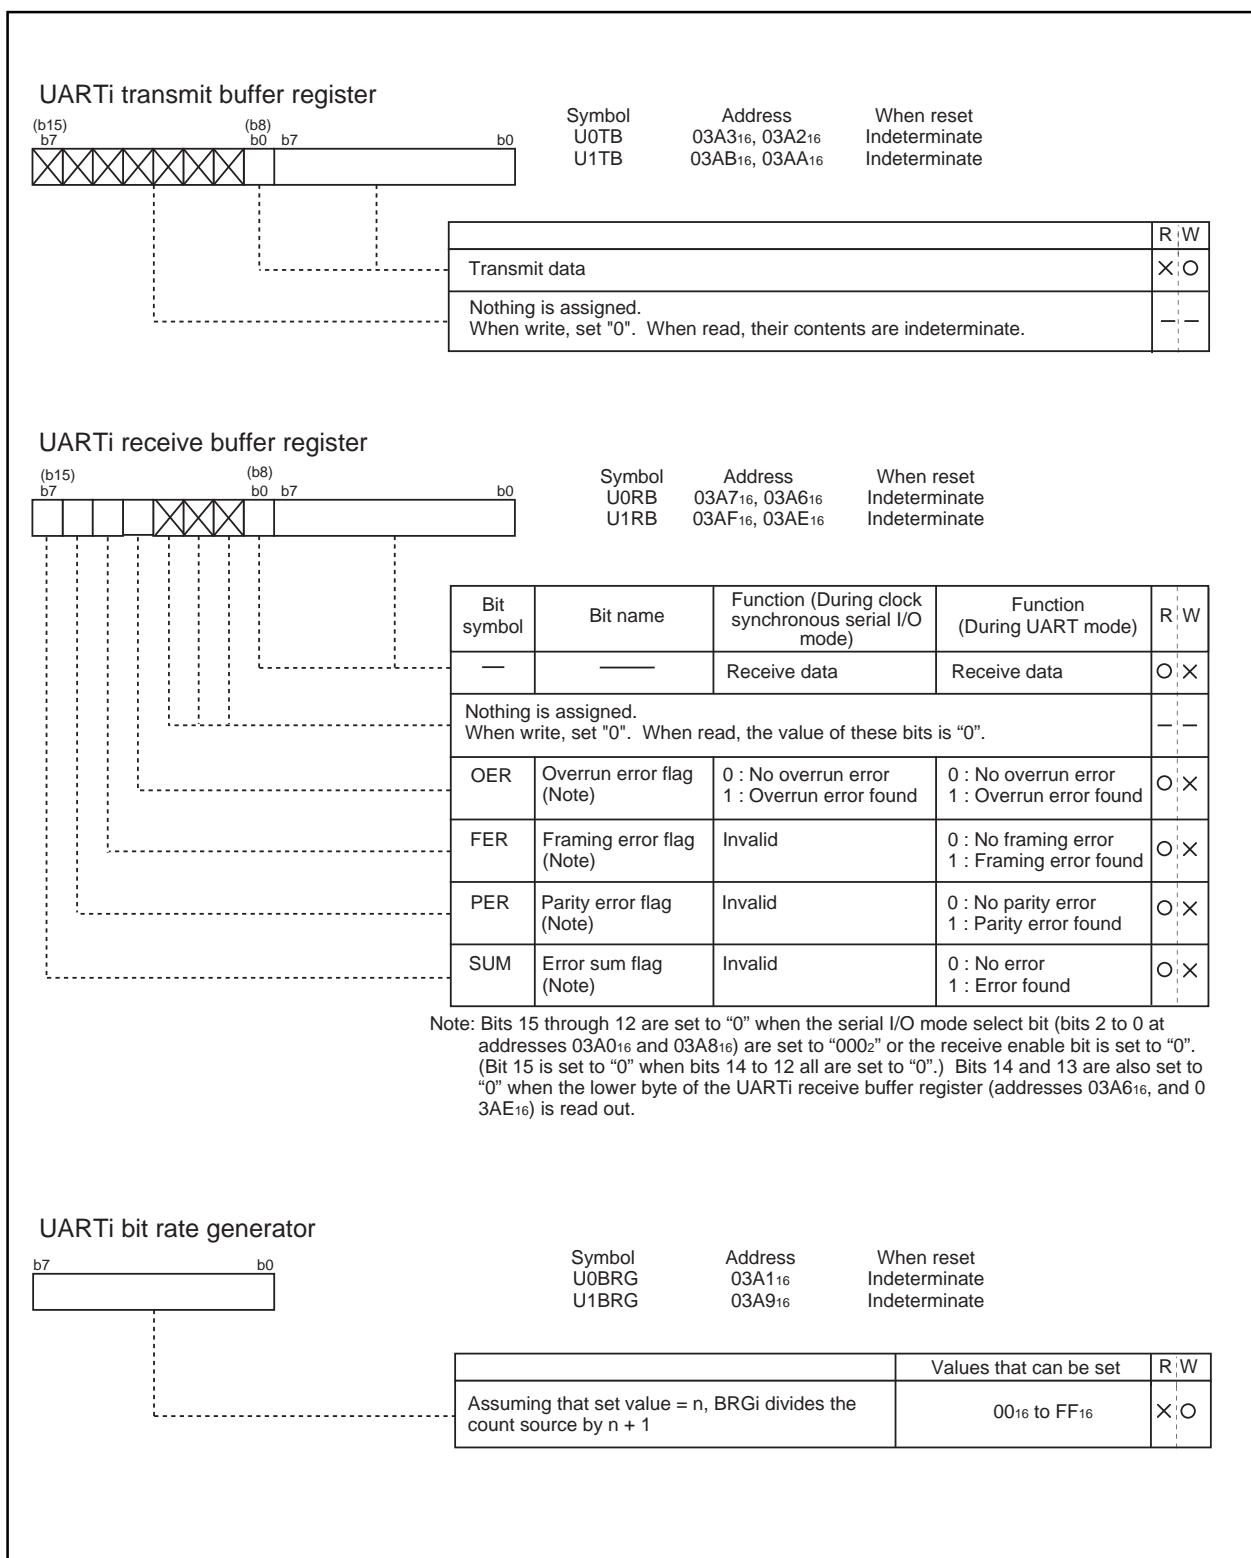 UARTi transmit buffer register
(b15) (b8)
b7 b0 b7 b0
Symbol Address When reset
U0TB 03A316, 03A216 Indeterminate
U1TB 03AB16, 03AA16 Indeterminate
R W
Transmit data X O
Nothing is assigned.
When write, set "0". When read, their contents are indeterminate. — —
UARTi receive buffer register
(b15) (b8)
b7 b0 b7 b0
Symbol Address When reset
U0RB 03A716, 03A616 Indeterminate
U1RB 03AF16, 03AE16 Indeterminate
Bit symbol Bit name Function (During clock synchronous serial I/O mode) Function (During UART mode) R W
— — Receive data Receive data O X
Nothing is assigned.
When write, set "0". When read, the value of these bits is “0”. — —
OER Overrun error flag (Note) 0 : No overrun error 1 : Overrun error found 0 : No overrun error 1 : Overrun error found O X
FER Framing error flag (Note) Invalid 0 : No framing error 1 : Framing error found O X
PER Parity error flag (Note) Invalid 0 : No parity error 1 : Parity error found O X
SUM Error sum flag (Note) Invalid 0 : No error 1 : Error found O X
Note: Bits 15 through 12 are set to “0” when the serial I/O mode select bit (bits 2 to 0 at
addresses 03A016 and 03A816) are set to “0002” or the receive enable bit is set to “0”.
(Bit 15 is set to “0” when bits 14 to 12 all are set to “0”.) Bits 14 and 13 are also set to
“0” when the lower byte of the UARTi receive buffer register (addresses 03A616, and 0
3AE16) is read out.
UARTi bit rate generator
b7 b0
Symbol Address When reset
U0BRG 03A116 Indeterminate
U1BRG 03A916 Indeterminate
Values that can be set R W
Assuming that set value = n, BRGi divides the
count source by n + 1 0016 to FF16 X O